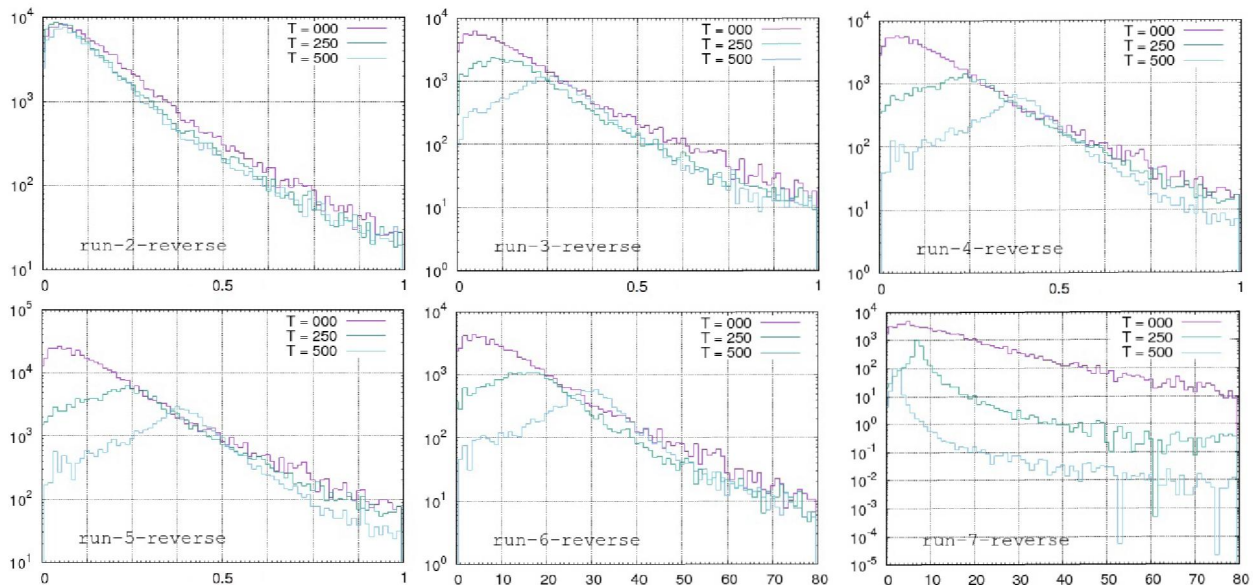 10^4
10^3
10^2
10^1
0
0.5
1
T = 000
T = 250
T = 500
run-2-reverse
10^4
10^3
10^2
10^1
10^0
0
0.5
1
T = 000
T = 250
T = 500
run-3-reverse
10^4
10^3
10^2
10^1
10^0
0
0.5
1
T = 000
T = 250
T = 500
run-4-reverse
10^5
10^4
10^3
10^2
10^1
0
0.5
1
T = 000
T = 250
T = 500
run-5-reverse
10^4
10^3
10^2
10^1
10^0
0 10 20 30 40 50 60 70 80
T = 000
T = 250
T = 500
run-6-reverse
10^4
10^3
10^2
10^1
10^0
10^-1
10^-2
10^-3
10^-4
10^-5
0 10 20 30 40 50 60 70 80
T = 000
T = 250
T = 500
run-7-reverse